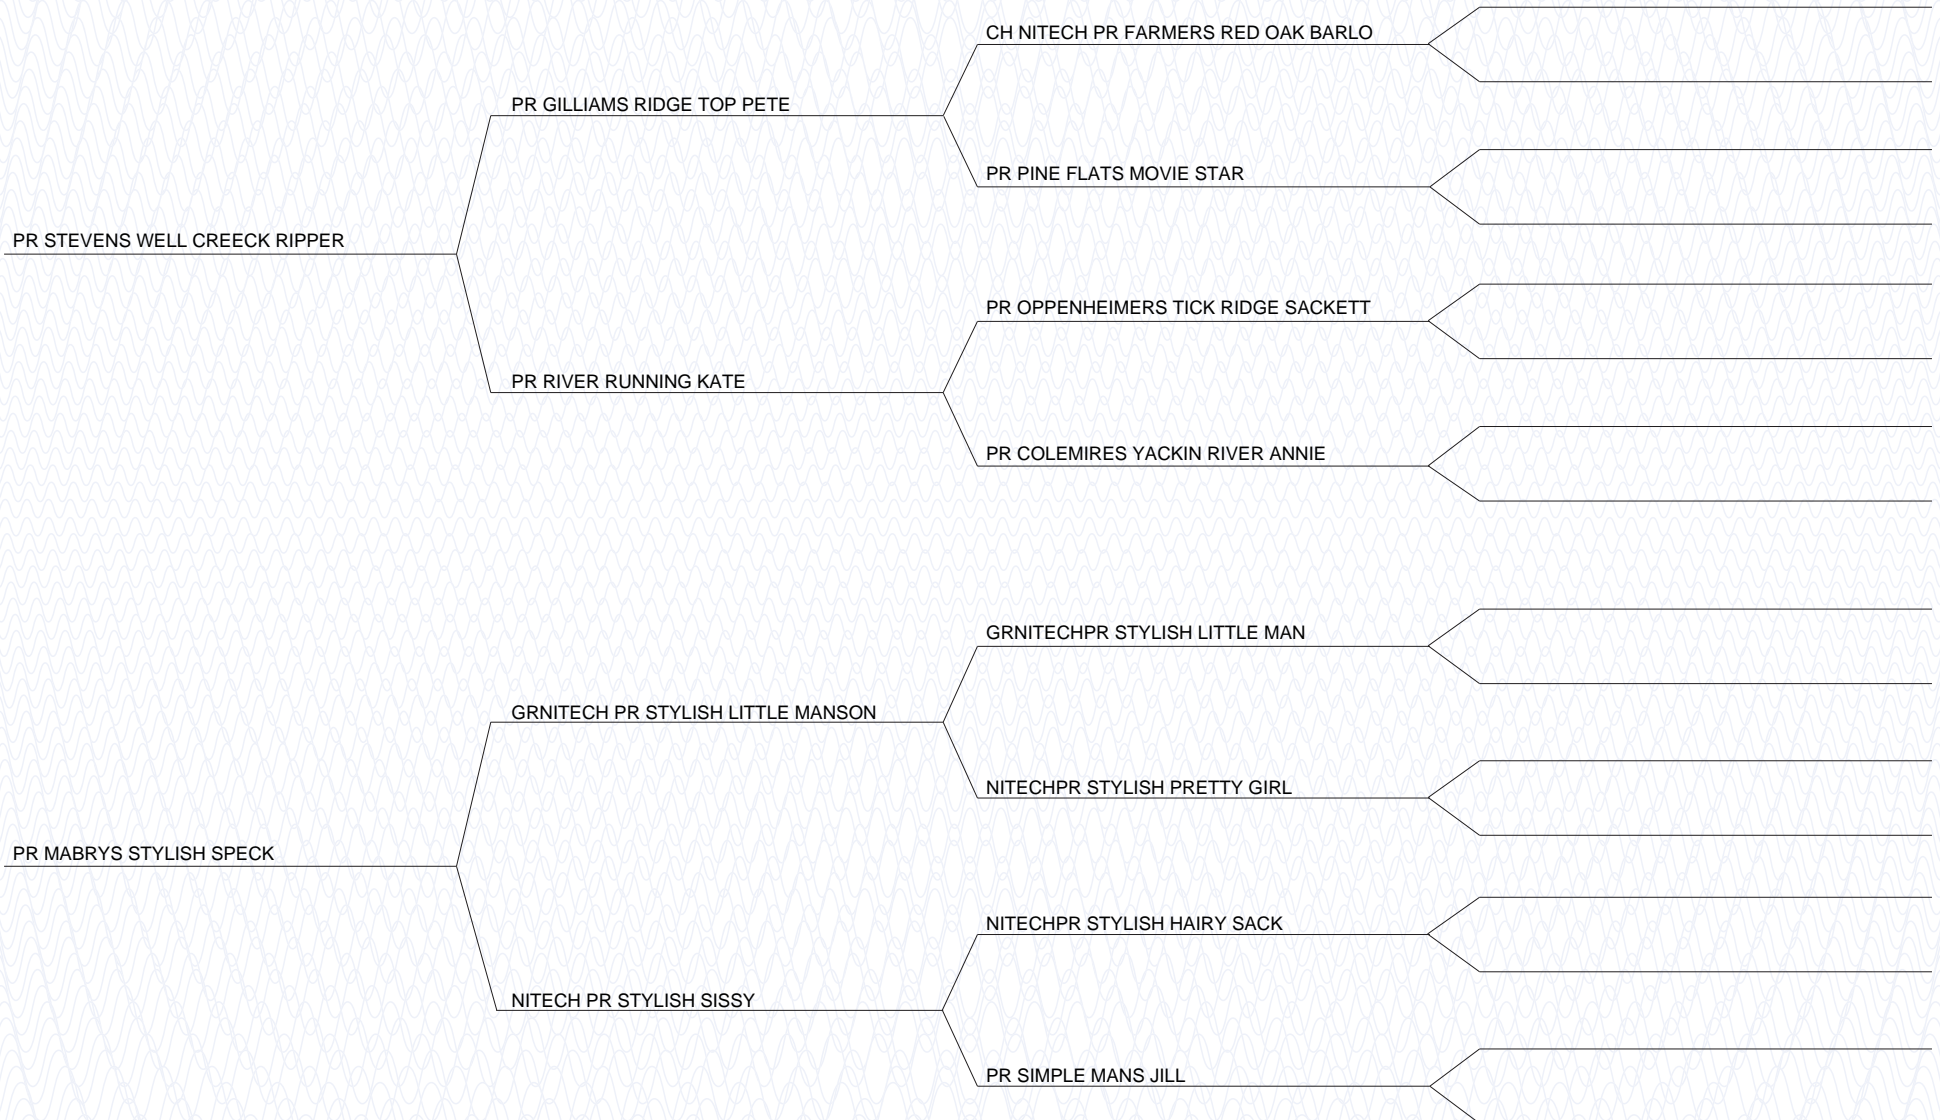 CH NITECH PR FARMERS RED OAK BARLO
PR GILLIAMS RIDGE TOP PETE
PR PINE FLATS MOVIE STAR
PR STEVENS WELL CREECK RIPPER
PR OPPENHEIMERS TICK RIDGE SACKETT
PR RIVER RUNNING KATE
PR COLEMIRES YACKIN RIVER ANNIE
GRNITECHPR STYLISH LITTLE MAN
GRNITECH PR STYLISH LITTLE MANSON
NITECHPR STYLISH PRETTY GIRL
PR MABRYS STYLISH SPECK
NITECHPR STYLISH HAIRY SACK
NITECH PR STYLISH SISSY
PR SIMPLE MANS JILL